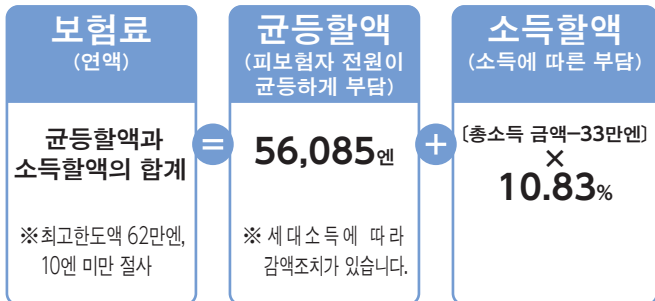 보험료
(연액)
균등할액과
소득할액의 합계
※최고한도액 62만엔,
10엔 미만 절사
=
균등할액
(피보험자 전원이
균등하게 부담)
56,085엔
※ 세대소득에 따라
감액조치가 있습니다.
+
소득할액
(소득에 따른 부담)
〔총소득 금액−33만엔〕
×
10.83%